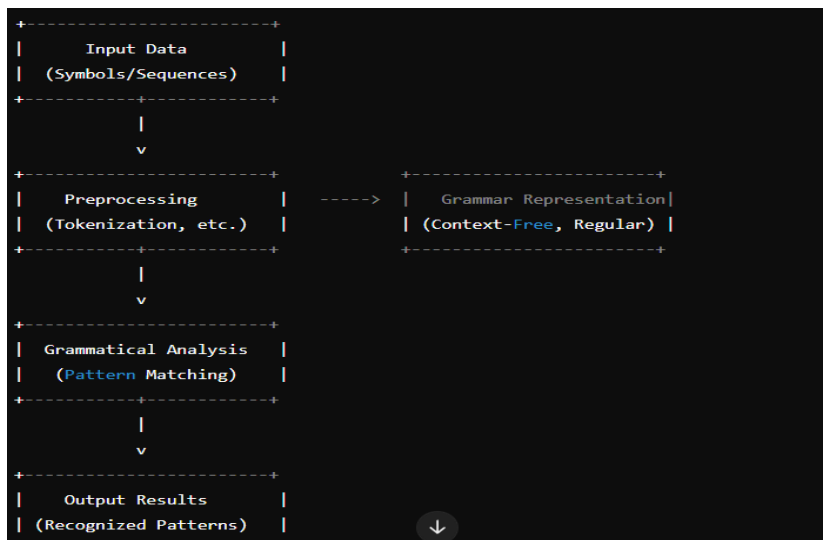 +-------------------------+
|      Input Data         |
|  (Symbols/Sequences)    |
+-----------+-------------+
            |
            v
+-------------------------+            +-------------------------+
|    Preprocessing        |   ----->  |   Grammar Representation|
|  (Tokenization, etc.)   |            | (Context-Free, Regular) |
+-----------+-------------+            +-------------------------+
            |
            v
+-------------------------+
|  Grammatical Analysis   |
|   (Pattern Matching)    |
+-----------+-------------+
            |
            v
+-------------------------+
|    Output Results       |
| (Recognized Patterns)   |